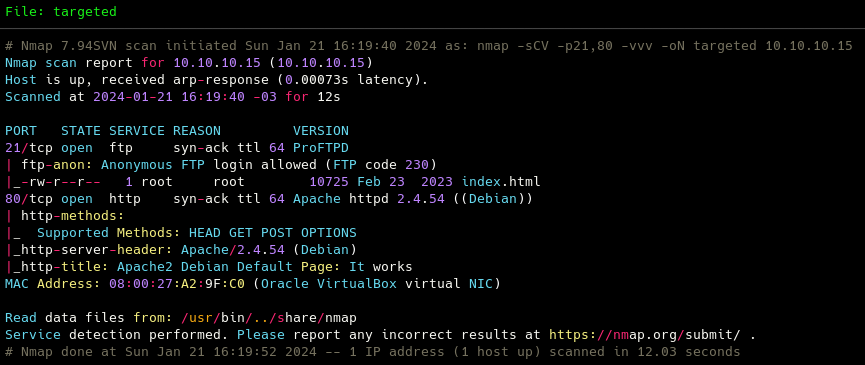 File: targeted
# Nmap 7.94SVN scan initiated Sun Jan 21 16:19:40 2024 as: nmap -sCV -p21,80 -vvv -oN targeted 10.10.10.15
Nmap scan report for 10.10.10.15 (10.10.10.15)
Host is up, received arp-response (0.00073s latency).
Scanned at 2024-01-21 16:19:40 -03 for 12s

PORT   STATE SERVICE REASON         VERSION
21/tcp open  ftp     syn-ack ttl 64 ProFTPD
| ftp-anon: Anonymous FTP login allowed (FTP code 230)
|_-rw-r--r--   1 root     root        10725 Feb 23  2023 index.html
80/tcp open  http    syn-ack ttl 64 Apache httpd 2.4.54 ((Debian))
| http-methods:
|_  Supported Methods: HEAD GET POST OPTIONS
|_http-server-header: Apache/2.4.54 (Debian)
|_http-title: Apache2 Debian Default Page: It works
MAC Address: 08:00:27:A2:9F:C0 (Oracle VirtualBox virtual NIC)

Read data files from: /usr/bin/../share/nmap
Service detection performed. Please report any incorrect results at https://nmap.org/submit/ .
# Nmap done at Sun Jan 21 16:19:52 2024 -- 1 IP address (1 host up) scanned in 12.03 seconds